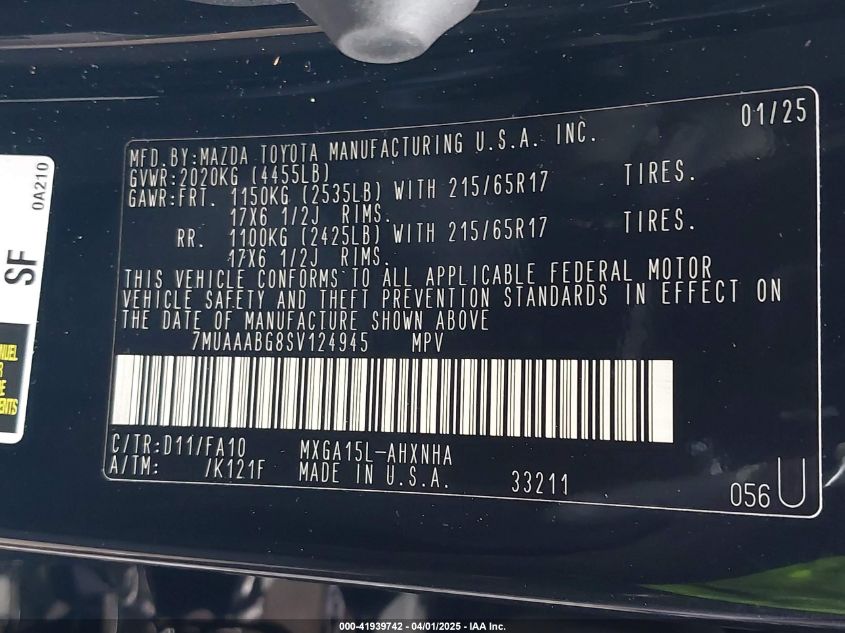 0A210
SF
01/25
MFD.BY:MAZDA TOYOTA MANUFACTURING U.S.A. INC.
GVWR:2020KG (4455LB)
GAWR:FRT. 1150KG (2535LB) WITH 215/65R17 TIRES.
17X6 1/2J RIMS.
RR. 1100KG (2425LB) WITH 215/65R17 TIRES.
17X6 1/2J RIMS.
THIS VEHICLE CONFORMS TO ALL APPLICABLE FEDERAL MOTOR
VEHICLE SAFETY AND THEFT PREVENTION STANDARDS IN EFFECT ON
THE DATE OF MANUFACTURE SHOWN ABOVE
7MUAAABG8SV124945 MPV
C/TR:D11/FA10 MXGA15L-AHXNHA
A/TM: /K121F MADE IN U.S.A. 33211
056 U
000-41939742 - 04/01/2025 - IAA Inc.